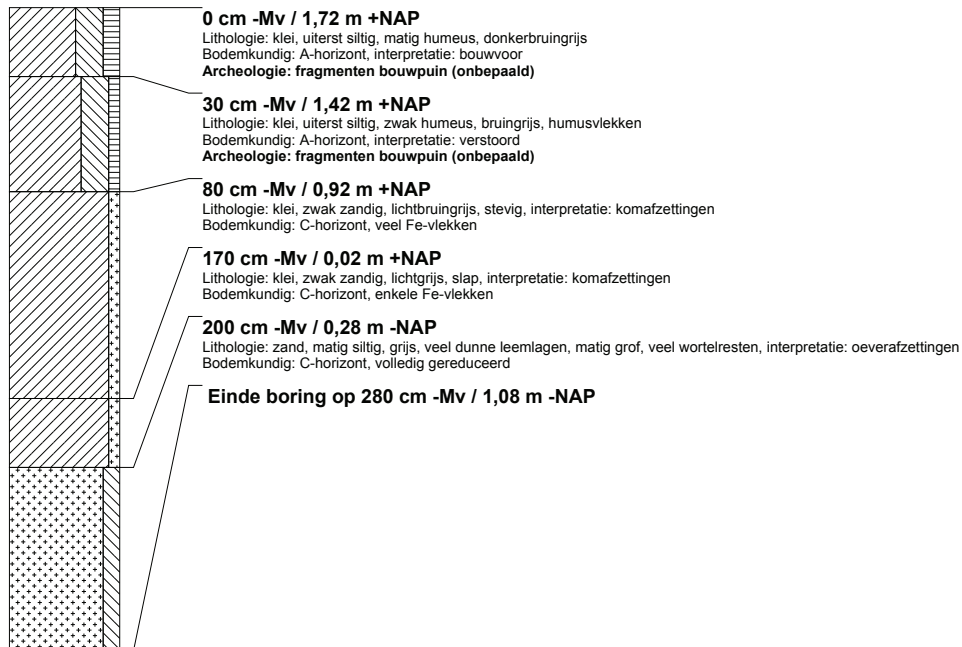 0 cm -Mv / 1,72 m +NAP
Lithologie: klei, uiterst siltig, matig humeus, donkerbruingrijs
Bodemkundig: A-horizont, interpretatie: bouwvoor
Archeologie: fragmenten bouwpuin (onbepaald)
30 cm -Mv / 1,42 m +NAP
Lithologie: klei, uiterst siltig, zwak humeus, bruingrijs, humusvlekken
Bodemkundig: A-horizont, interpretatie: verstoord
Archeologie: fragmenten bouwpuin (onbepaald)
80 cm -Mv / 0,92 m +NAP
Lithologie: klei, zwak zandig, lichtbruingrijs, stevig, interpretatie: komafzettingen
Bodemkundig: C-horizont, veel Fe-vlekken
170 cm -Mv / 0,02 m +NAP
Lithologie: klei, zwak zandig, lichtgrijs, slap, interpretatie: komafzettingen
Bodemkundig: C-horizont, enkele Fe-vlekken
200 cm -Mv / 0,28 m -NAP
Lithologie: zand, matig siltig, grijs, veel dunne leemlagen, matig grof, veel wortelresten, interpretatie: oeverafzettingen
Bodemkundig: C-horizont, volledig gereduceerd
Einde boring op 280 cm -Mv / 1,08 m -NAP